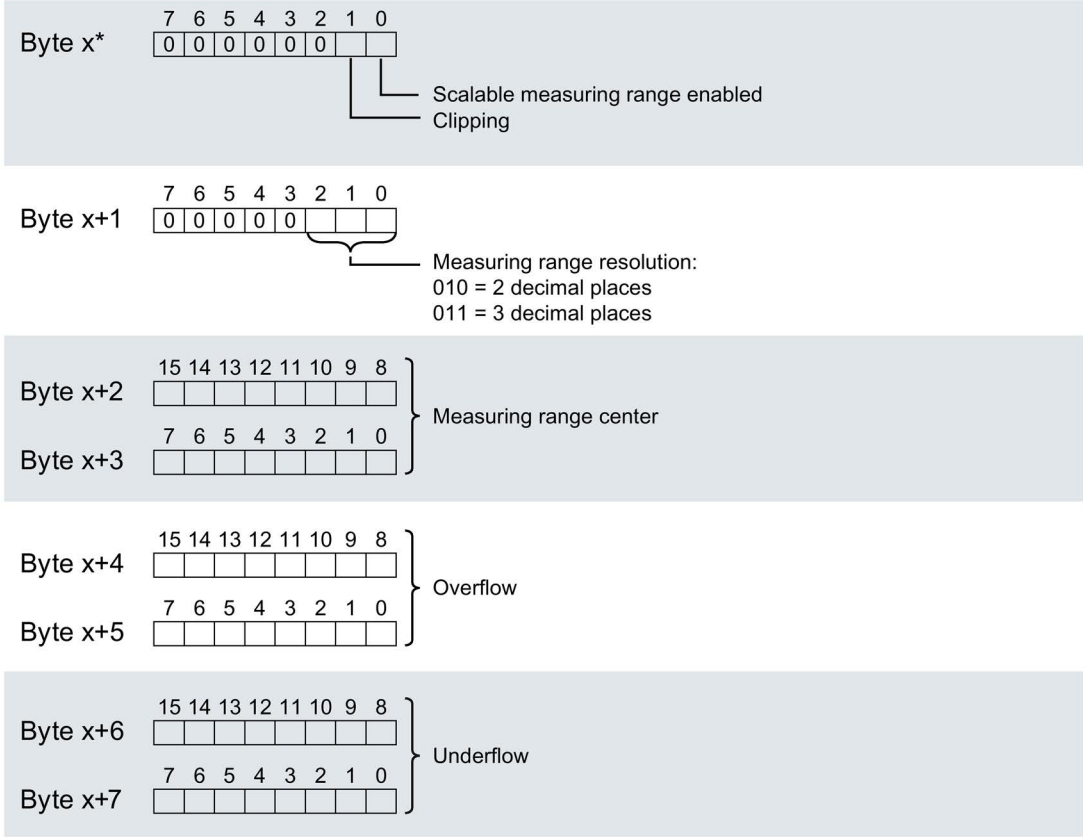 7 6 5 4 3 2 1 0
Byte x* 0 0 0 0 0 0
Scalable measuring range enabled
Clipping
7 6 5 4 3 2 1 0
Byte x+1 0 0 0 0 0
Measuring range resolution:
010 = 2 decimal places
011 = 3 decimal places
15 14 13 12 11 10 9 8
Byte x+2
Measuring range center
7 6 5 4 3 2 1 0
Byte x+3
15 14 13 12 11 10 9 8
Byte x+4
Overflow
7 6 5 4 3 2 1 0
Byte x+5
15 14 13 12 11 10 9 8
Byte x+6
Underflow
7 6 5 4 3 2 1 0
Byte x+7